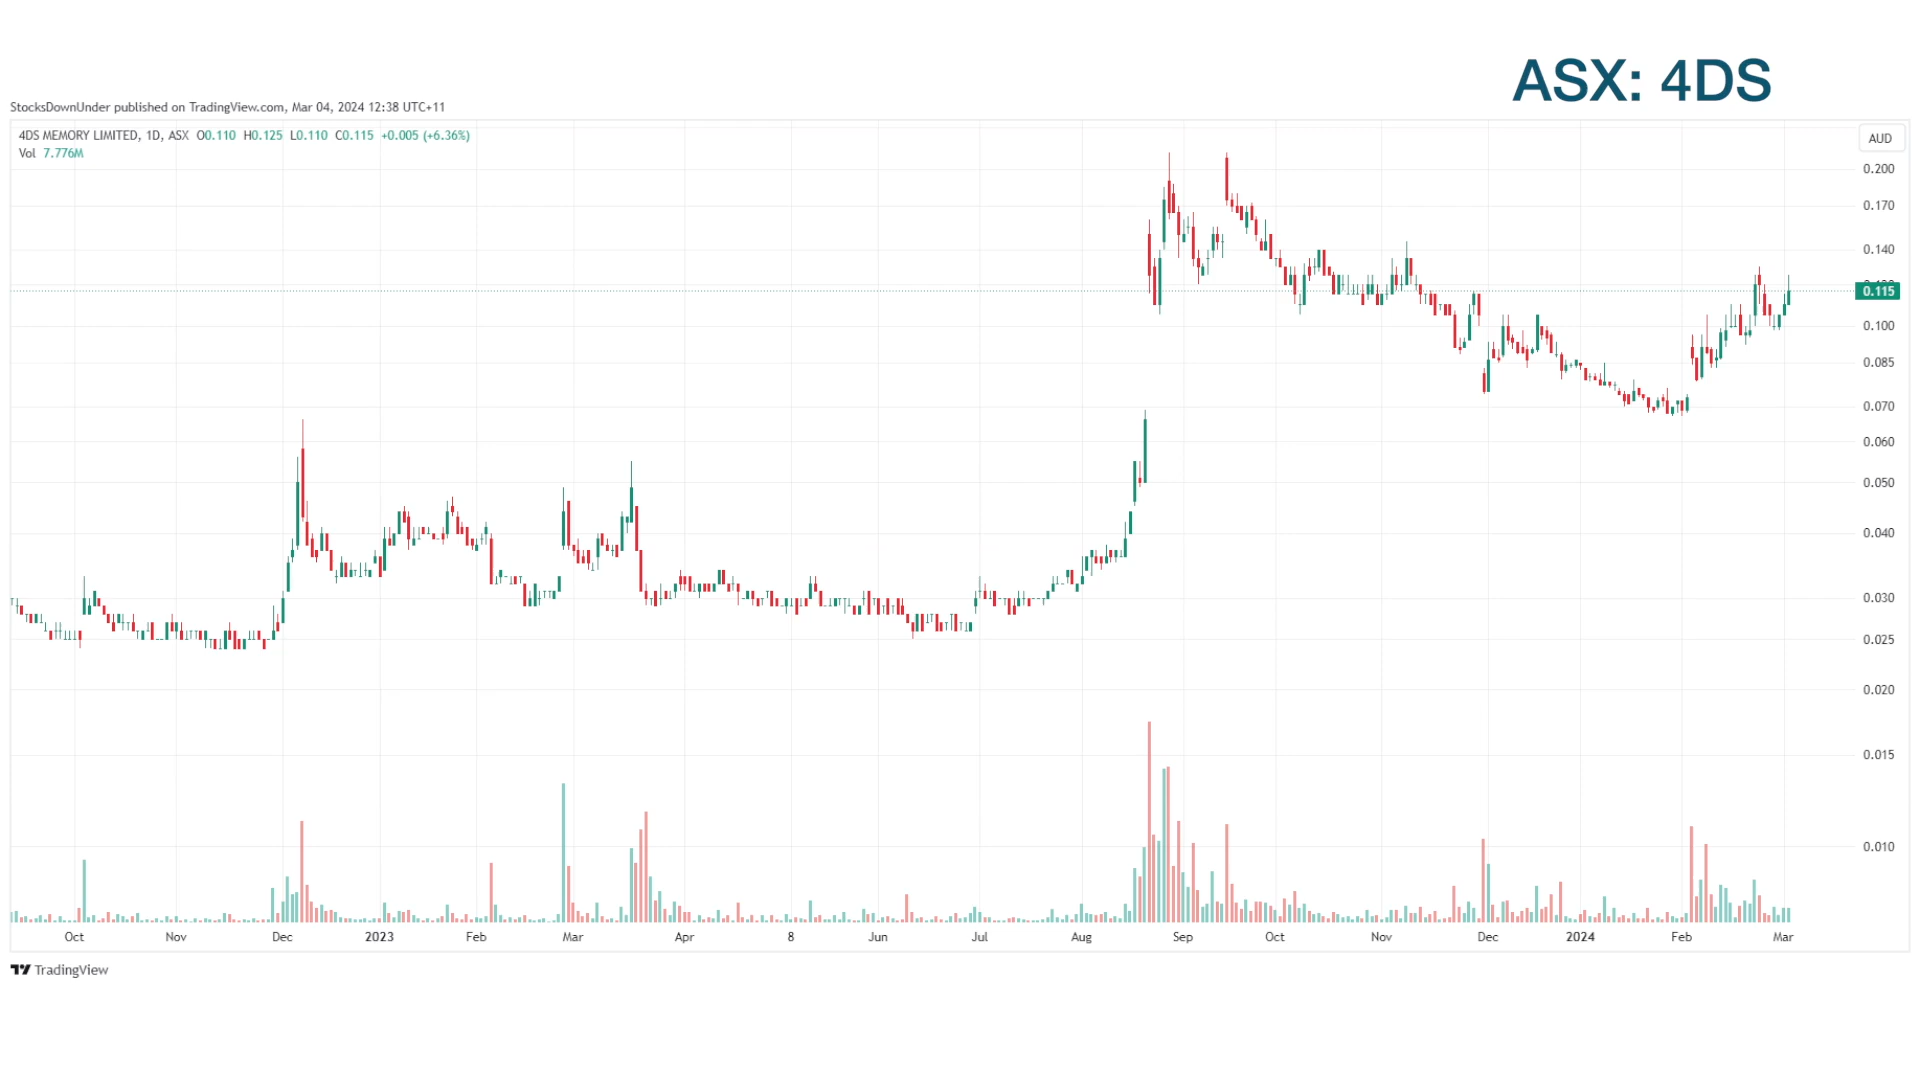 ASX: 4DS
StocksDownUnder published on TradingView.com, Mar 04, 2024 12:38 UTC+11
4DS MEMORY LIMITED, 1D, ASX O0.110 H0.125 L0.110 C0.115 +0.005 (+6.36%)
Vol 7.776M
AUD
0.200
0.170
0.140
0.115
0.100
0.085
0.070
0.060
0.050
0.040
0.030
0.025
0.020
0.015
0.010
Oct Nov Dec 2023 Feb Mar Apr 8 Jun Jul Aug Sep Oct Nov Dec 2024 Feb Mar
TradingView